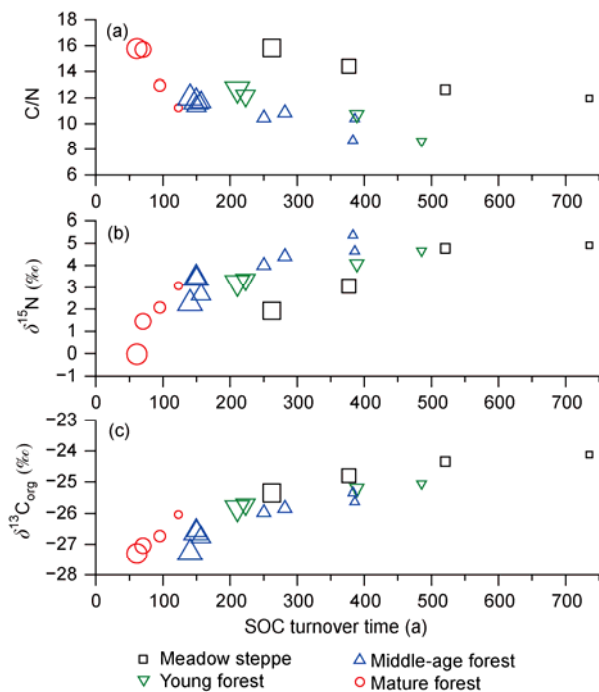 (a)
18
16
14
12
10
8
6
C/N
0 100 200 300 400 500 600 700
(b)
6
5
4
3
2
1
0
−1
δ¹⁵N (‰)
0 100 200 300 400 500 600 700
(c)
−23
−24
−25
−26
−27
−28
δ¹³C_org (‰)
0 100 200 300 400 500 600 700
SOC turnover time (a)
Meadow steppe Middle-age forest
Young forest Mature forest